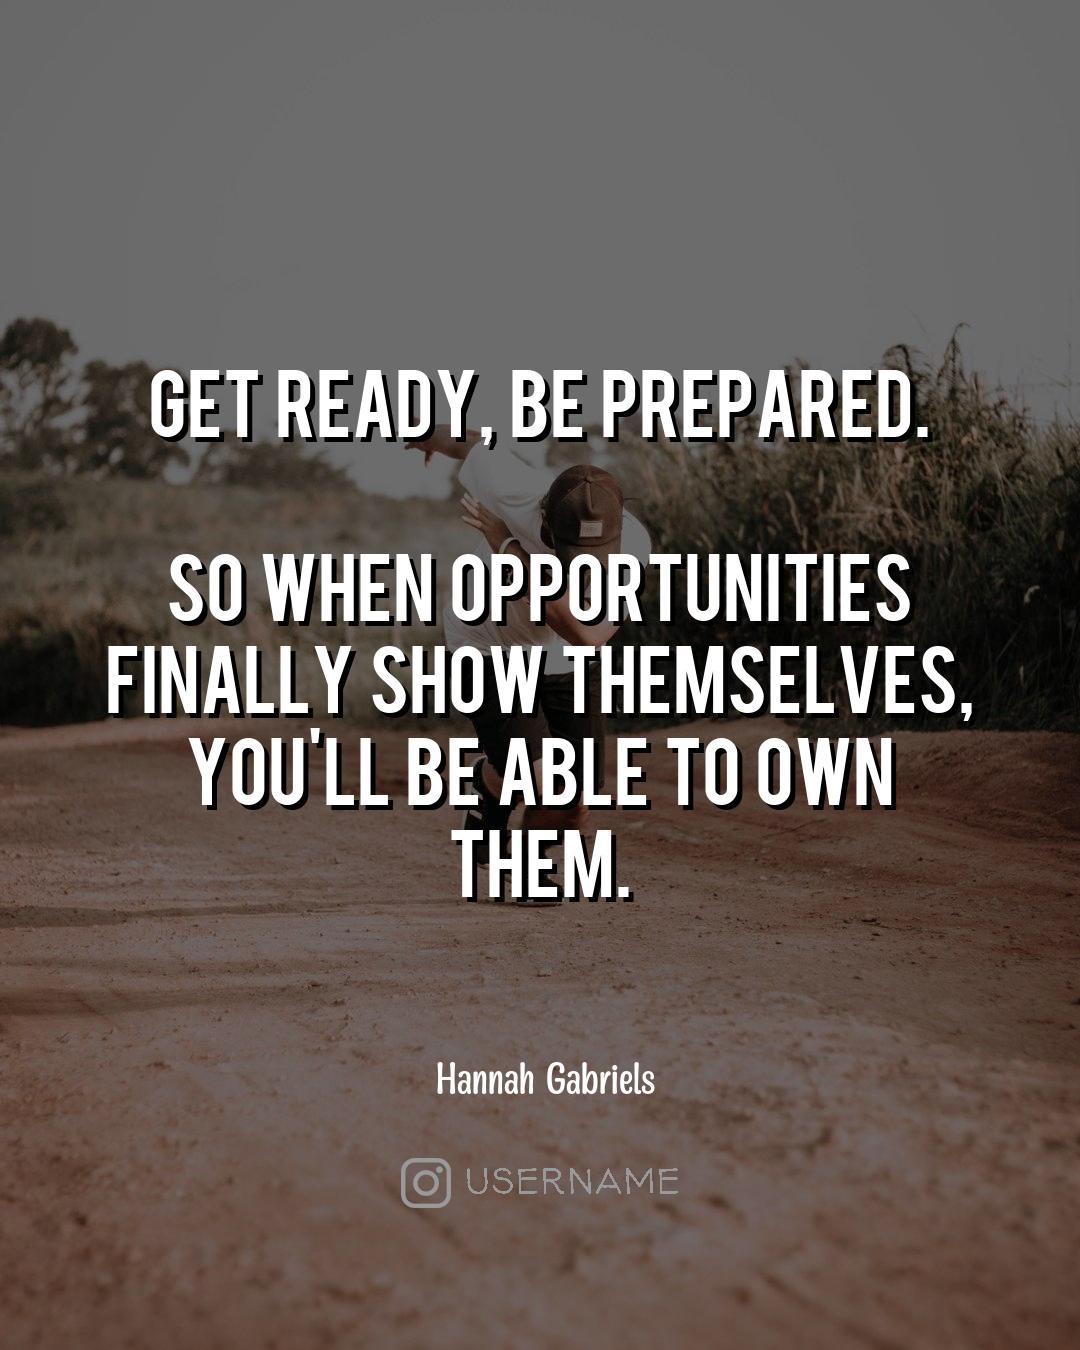 GET READY, BE PREPARED.
SO WHEN OPPORTUNITIES
FINALLY SHOW THEMSELVES,
YOU'LL BE ABLE TO OWN
THEM.
Hannah Gabriels
USERNAME